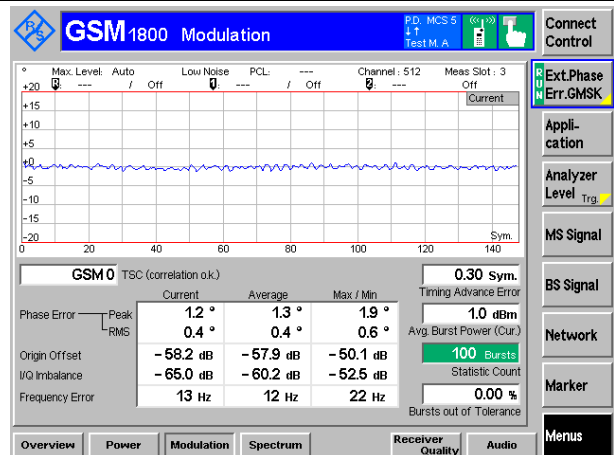 R&S GSM1800 Modulation P.D. MCS 5 Connect
↓↑ Control
Test M. A
° Max. Level: Auto Low Noise PCL: --- Channel : 512 Meas Slot : 3
R: --- / Off 1: --- / Off 2: --- Off
RUN Ext.Phase
Err.GMSK
Current
+20
+15
+10
+5
+0
-5
-10
-15
-20
Sym.
0 20 40 60 80 100 120 140
Appli-
cation
Analyzer
Level Trg.
MS Signal
BS Signal
Network
Marker
Menus
GSM 0 TSC (correlation o.k.) 0.30 Sym.
Timing Advance Error
Current Average Max / Min
Phase Error Peak 1.2 ° 1.3 ° 1.9 ° 1.0 dBm
RMS 0.4 ° 0.4 ° 0.6 ° Avg. Burst Power (Cur.)
Origin Offset -58.2 dB -57.9 dB -50.1 dB 100 Bursts
I/Q Imbalance -65.0 dB -60.2 dB -52.5 dB Statistic Count
Frequency Error 13 Hz 12 Hz 22 Hz 0.00 %
Bursts out of Tolerance
Overview Power Modulation Spectrum Receiver Quality Audio